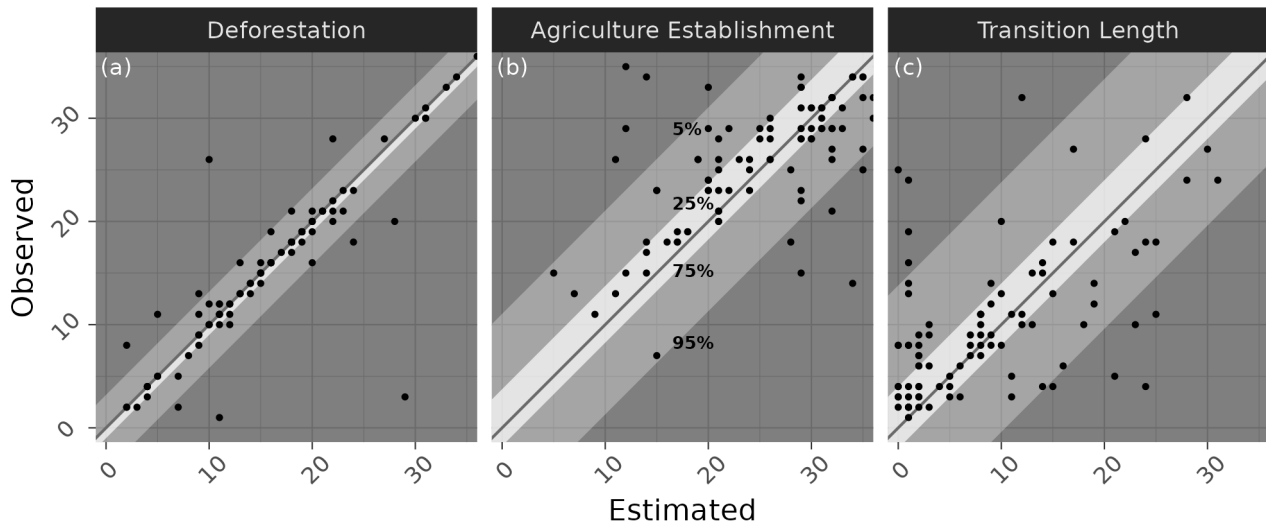 Deforestation
Agriculture Establishment
Transition Length
(a)
(b)
(c)
Observed
30
20
10
0
5%
25%
75%
95%
0
10
20
30
0
10
20
30
0
10
20
30
Estimated